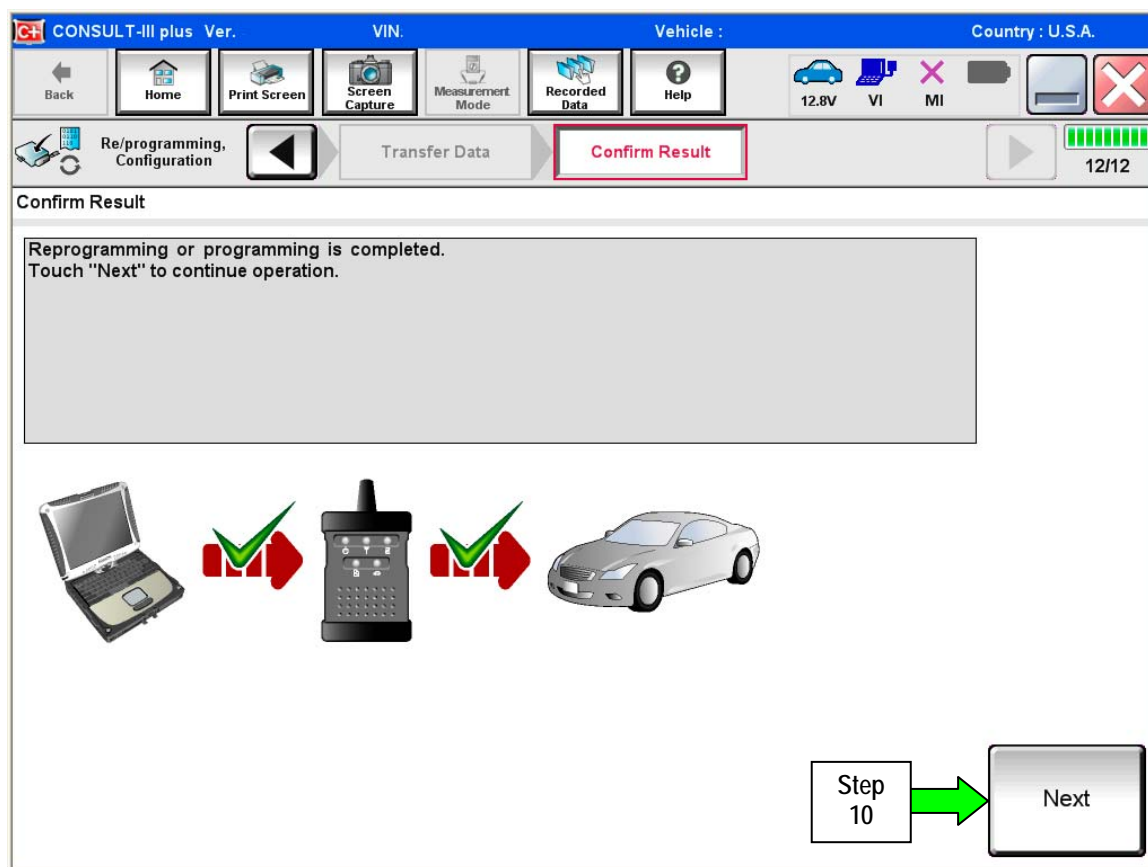 C+ CONSULT-III plus Ver. VIN: Vehicle : Country : U.S.A.
Back
Home
Print Screen
Screen
Capture
Measurement
Mode
Recorded
Data
? Help
12.8V
VI
MI
Re/programming,
Configuration
Transfer Data
Confirm Result
12/12
Confirm Result
Reprogramming or programming is completed.
Touch "Next" to continue operation.
Step
10
Next